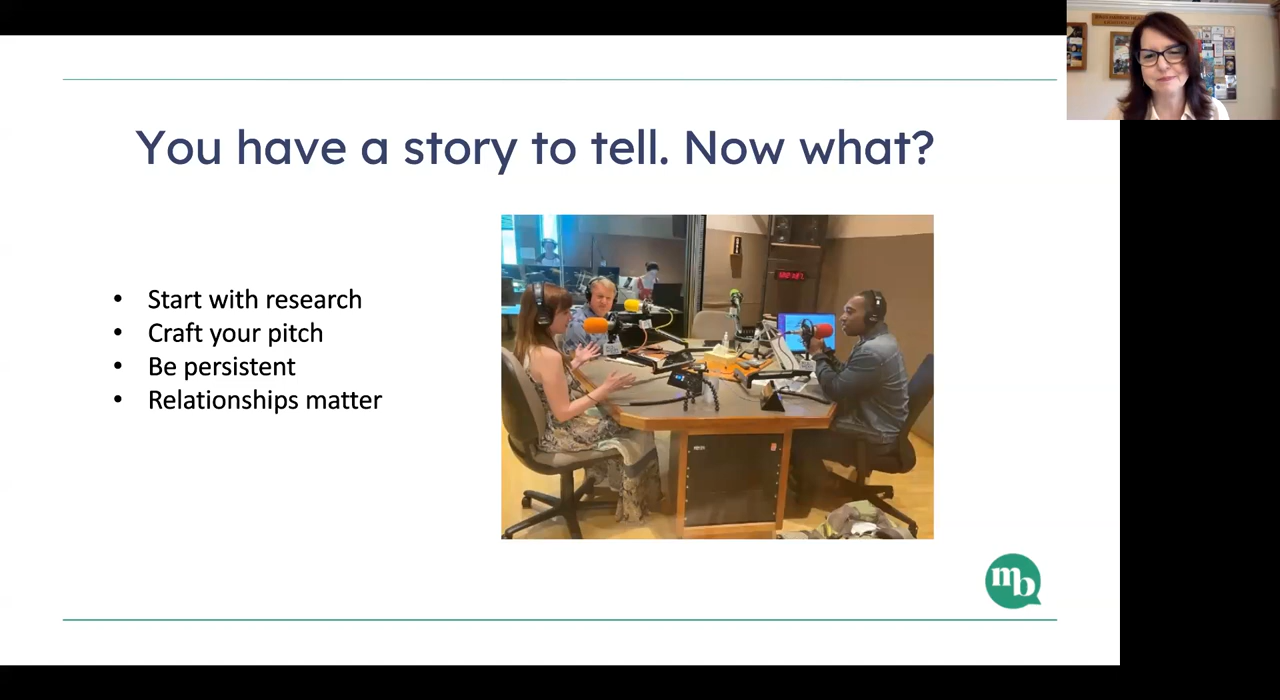 You have a story to tell. Now what?
• Start with research
• Craft your pitch
• Be persistent
• Relationships matter
mb